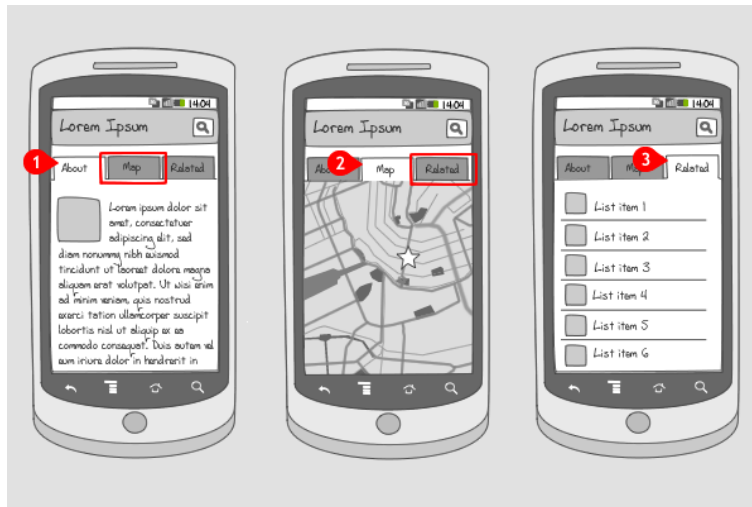 14:04
Lorem Ipsum
1
About Map Related
Lorem ipsum dolor sit
amet, consectetuer
adipiscing elit, sed
diam nonummy nibh euismod
tincidunt ut laoreet dolore magna
aliquam erat volutpat. Ut wisi enim
ad minim veniam, quis nostrud
exerci tation ullamcorper suscipit
lobortis nisl ut aliquip ex ea
commodo consequat. Duis autem vel
eum iriure dolor in hendrerit in
14:04
Lorem Ipsum
2
Abou Map Related
14:04
Lorem Ipsum
3
About Map Related
List item 1
List item 2
List item 3
List item 4
List item 5
List item 6